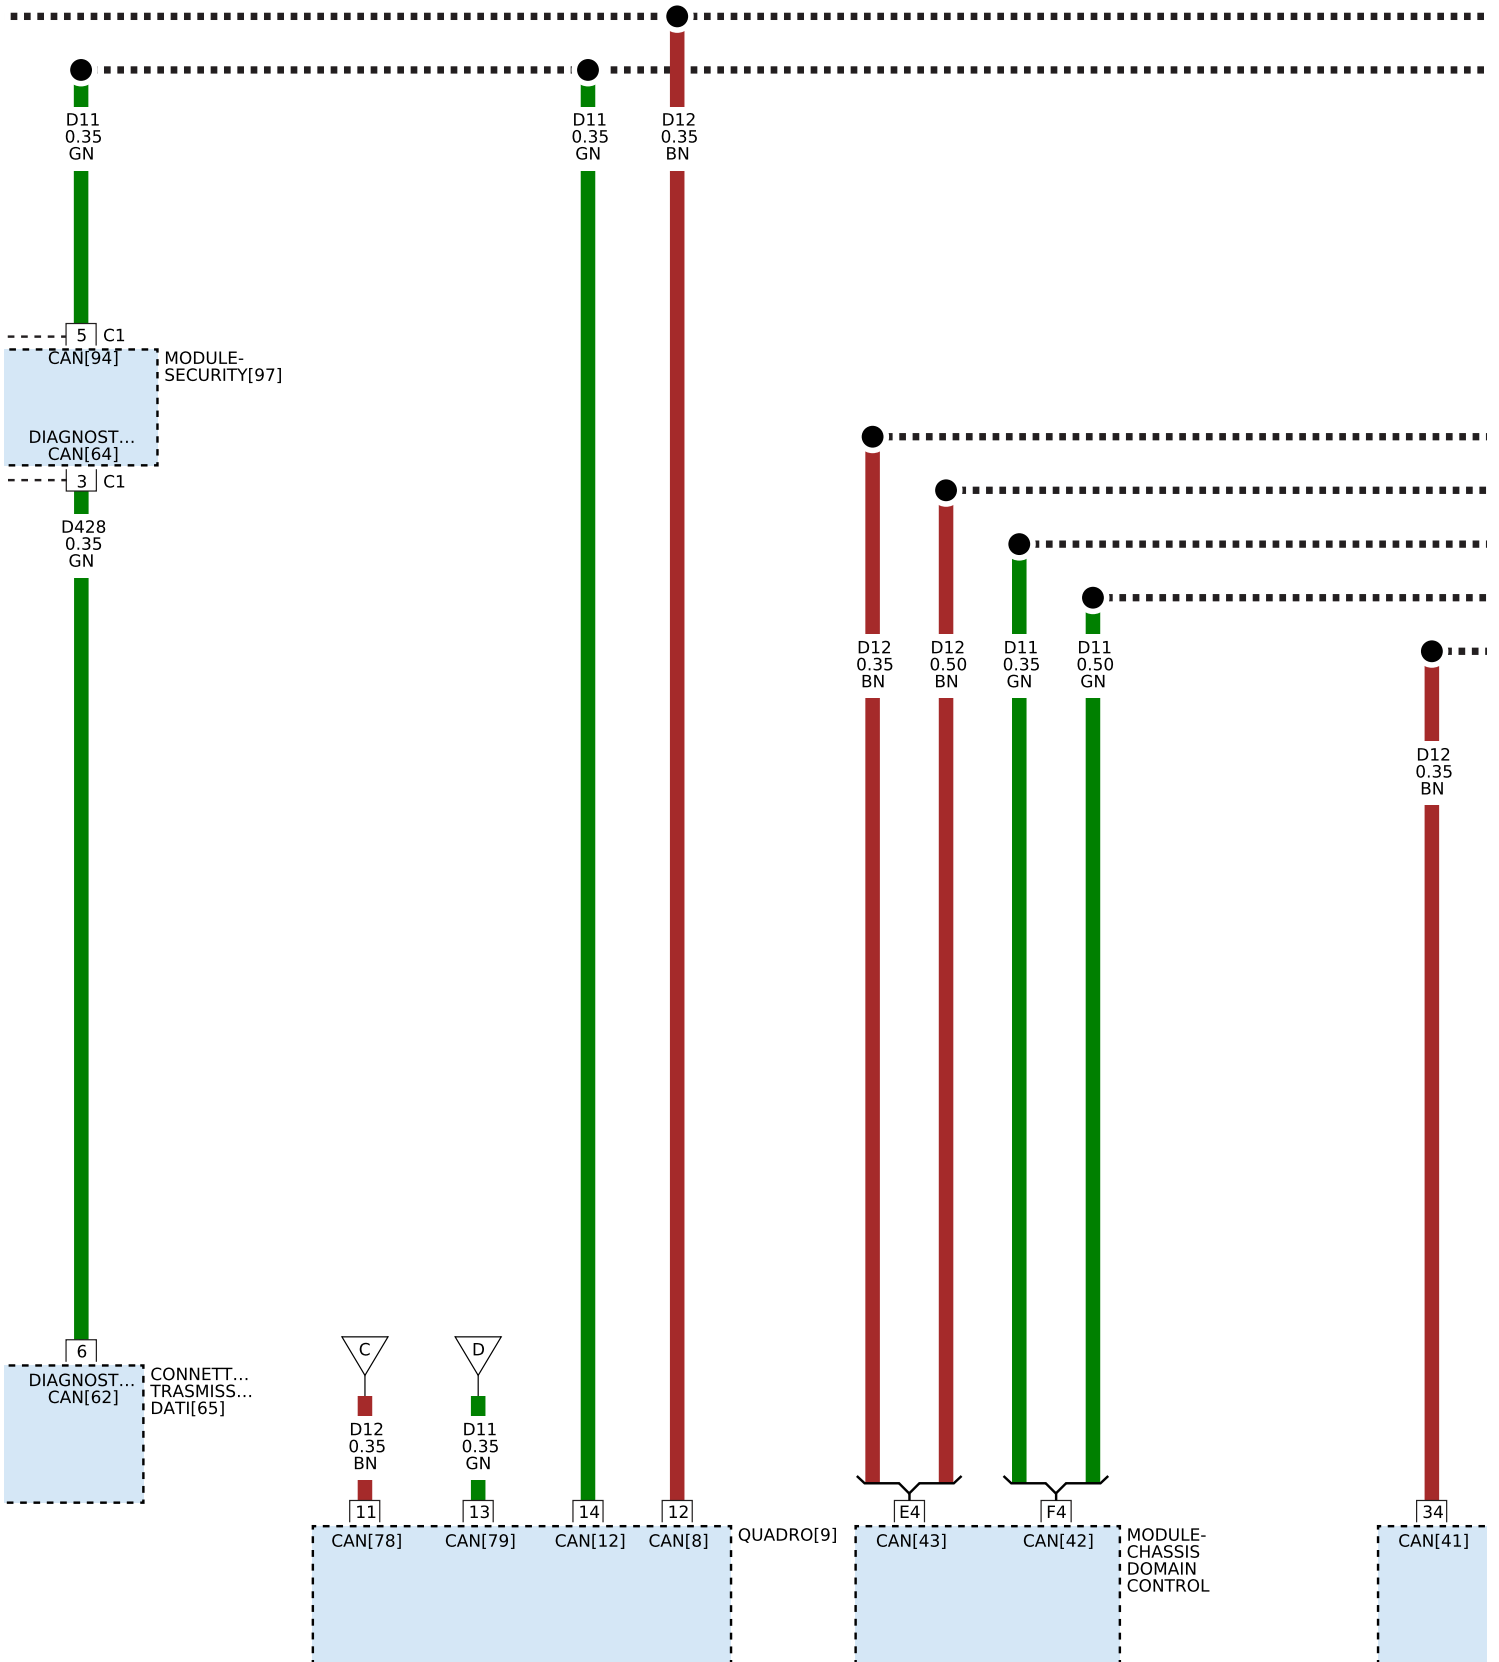 D11
0.35
GN
D11
0.35
GN
D12
0.35
BN
5 C1
CAN[94]
MODULE-
SECURITY[97]
DIAGNOST...
CAN[64]
3 C1
D428
0.35
GN
D12
0.35
BN
D12
0.50
BN
D11
0.35
GN
D11
0.50
GN
D12
0.35
BN
6
DIAGNOST...
CAN[62]
CONNETT...
TRASMISS...
DATI[65]
C
D
D12
0.35
BN
D11
0.35
GN
11
13
14
12
CAN[78]
CAN[79]
CAN[12]
CAN[8]
QUADRO[9]
E4
F4
CAN[43]
CAN[42]
MODULE-
CHASSIS
DOMAIN
CONTROL
34
CAN[41]